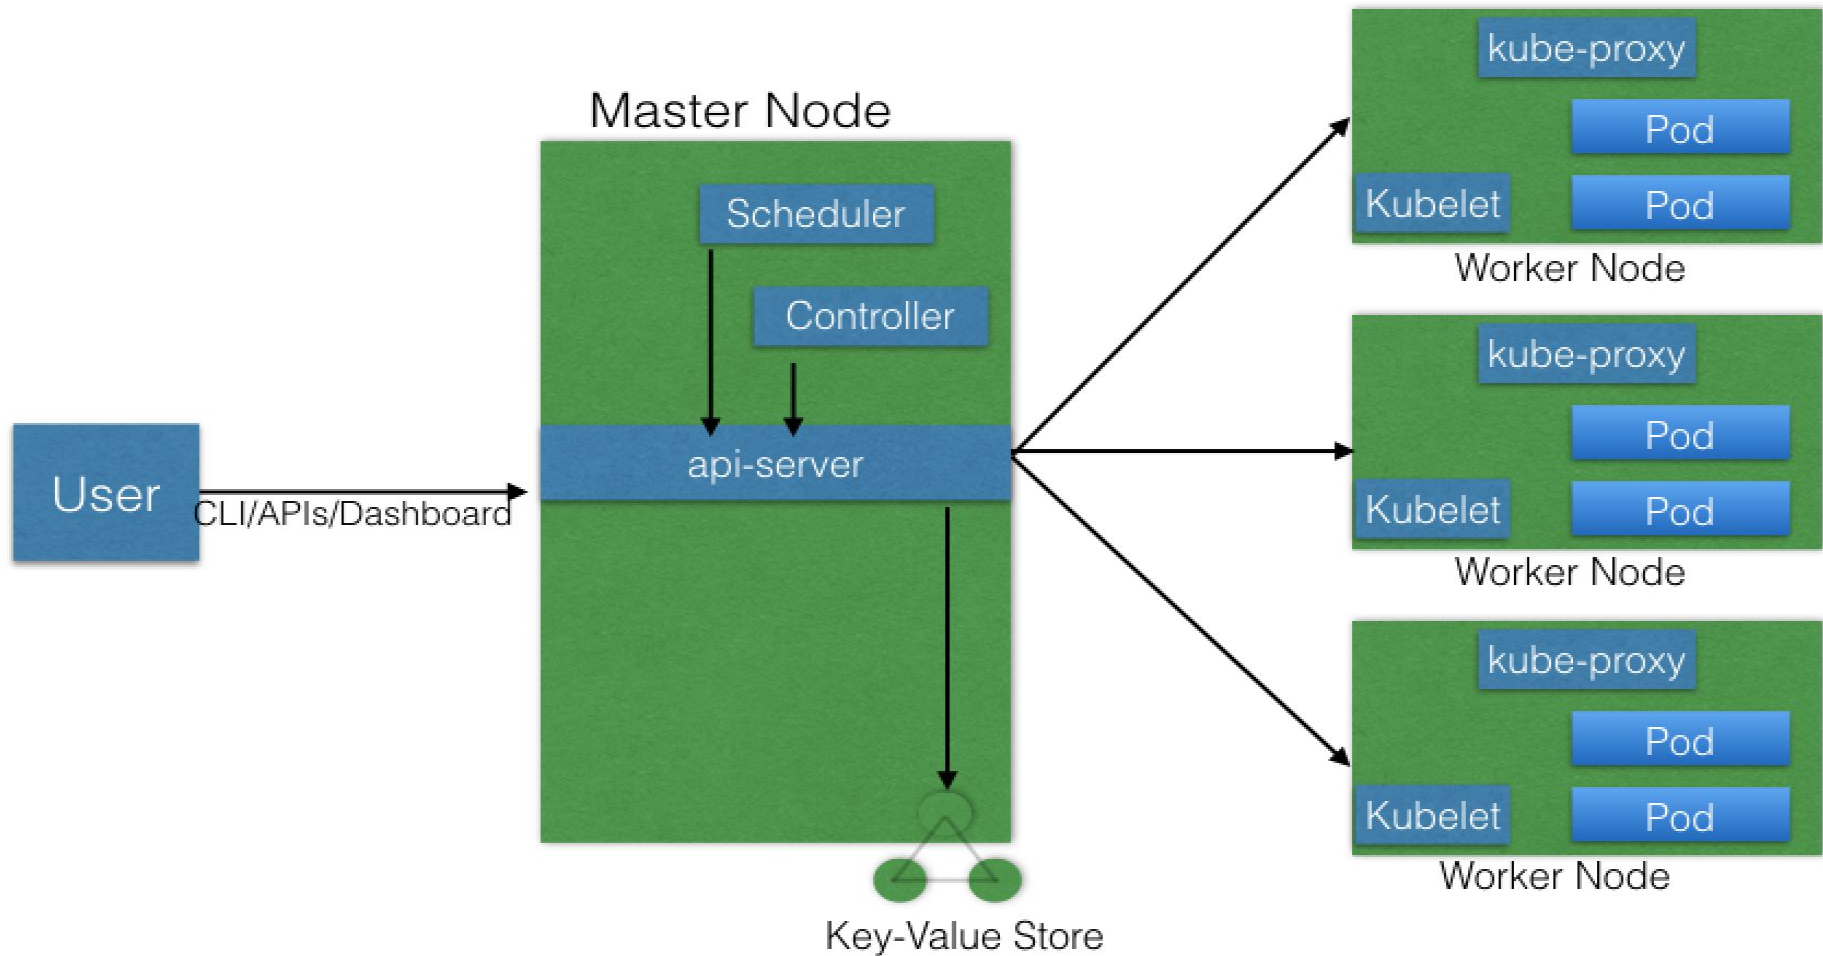 Master Node
Scheduler
Controller
api-server
User
CLI/APIs/Dashboard
Key-Value Store
kube-proxy
Pod
Kubelet
Pod
Worker Node
kube-proxy
Pod
Kubelet
Pod
Worker Node
kube-proxy
Pod
Kubelet
Pod
Worker Node